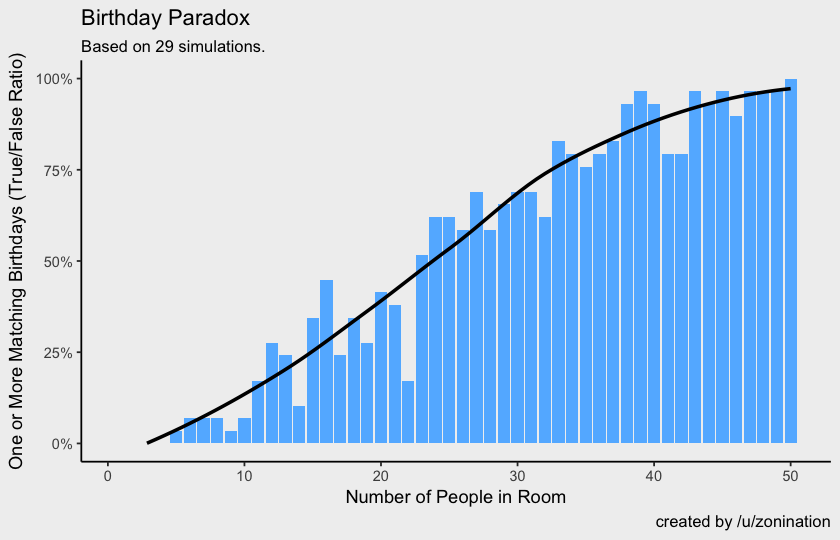 Birthday Paradox
Based on 29 simulations.
One or More Matching Birthdays (True/False Ratio)
100%
75%
50%
25%
0%
0 10 20 30 40 50
Number of People in Room
created by /u/zonination